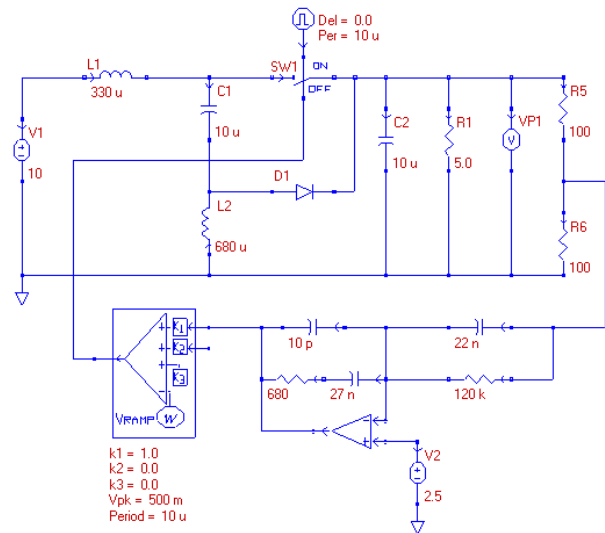 Del = 0.0
Per = 10 u
L1
330 u
SW1
ON
OFF
C1
10 u
V1
10
C2
10 u
R1
5.0
VP1
V
R5
100
D1
L2
680 u
R6
100
K1
K2
K3
VRAMP
W
10 p
22 n
680
27 n
120 k
V2
2.5
k1 = 1.0
k2 = 0.0
k3 = 0.0
Vpk = 500 m
Period = 10 u